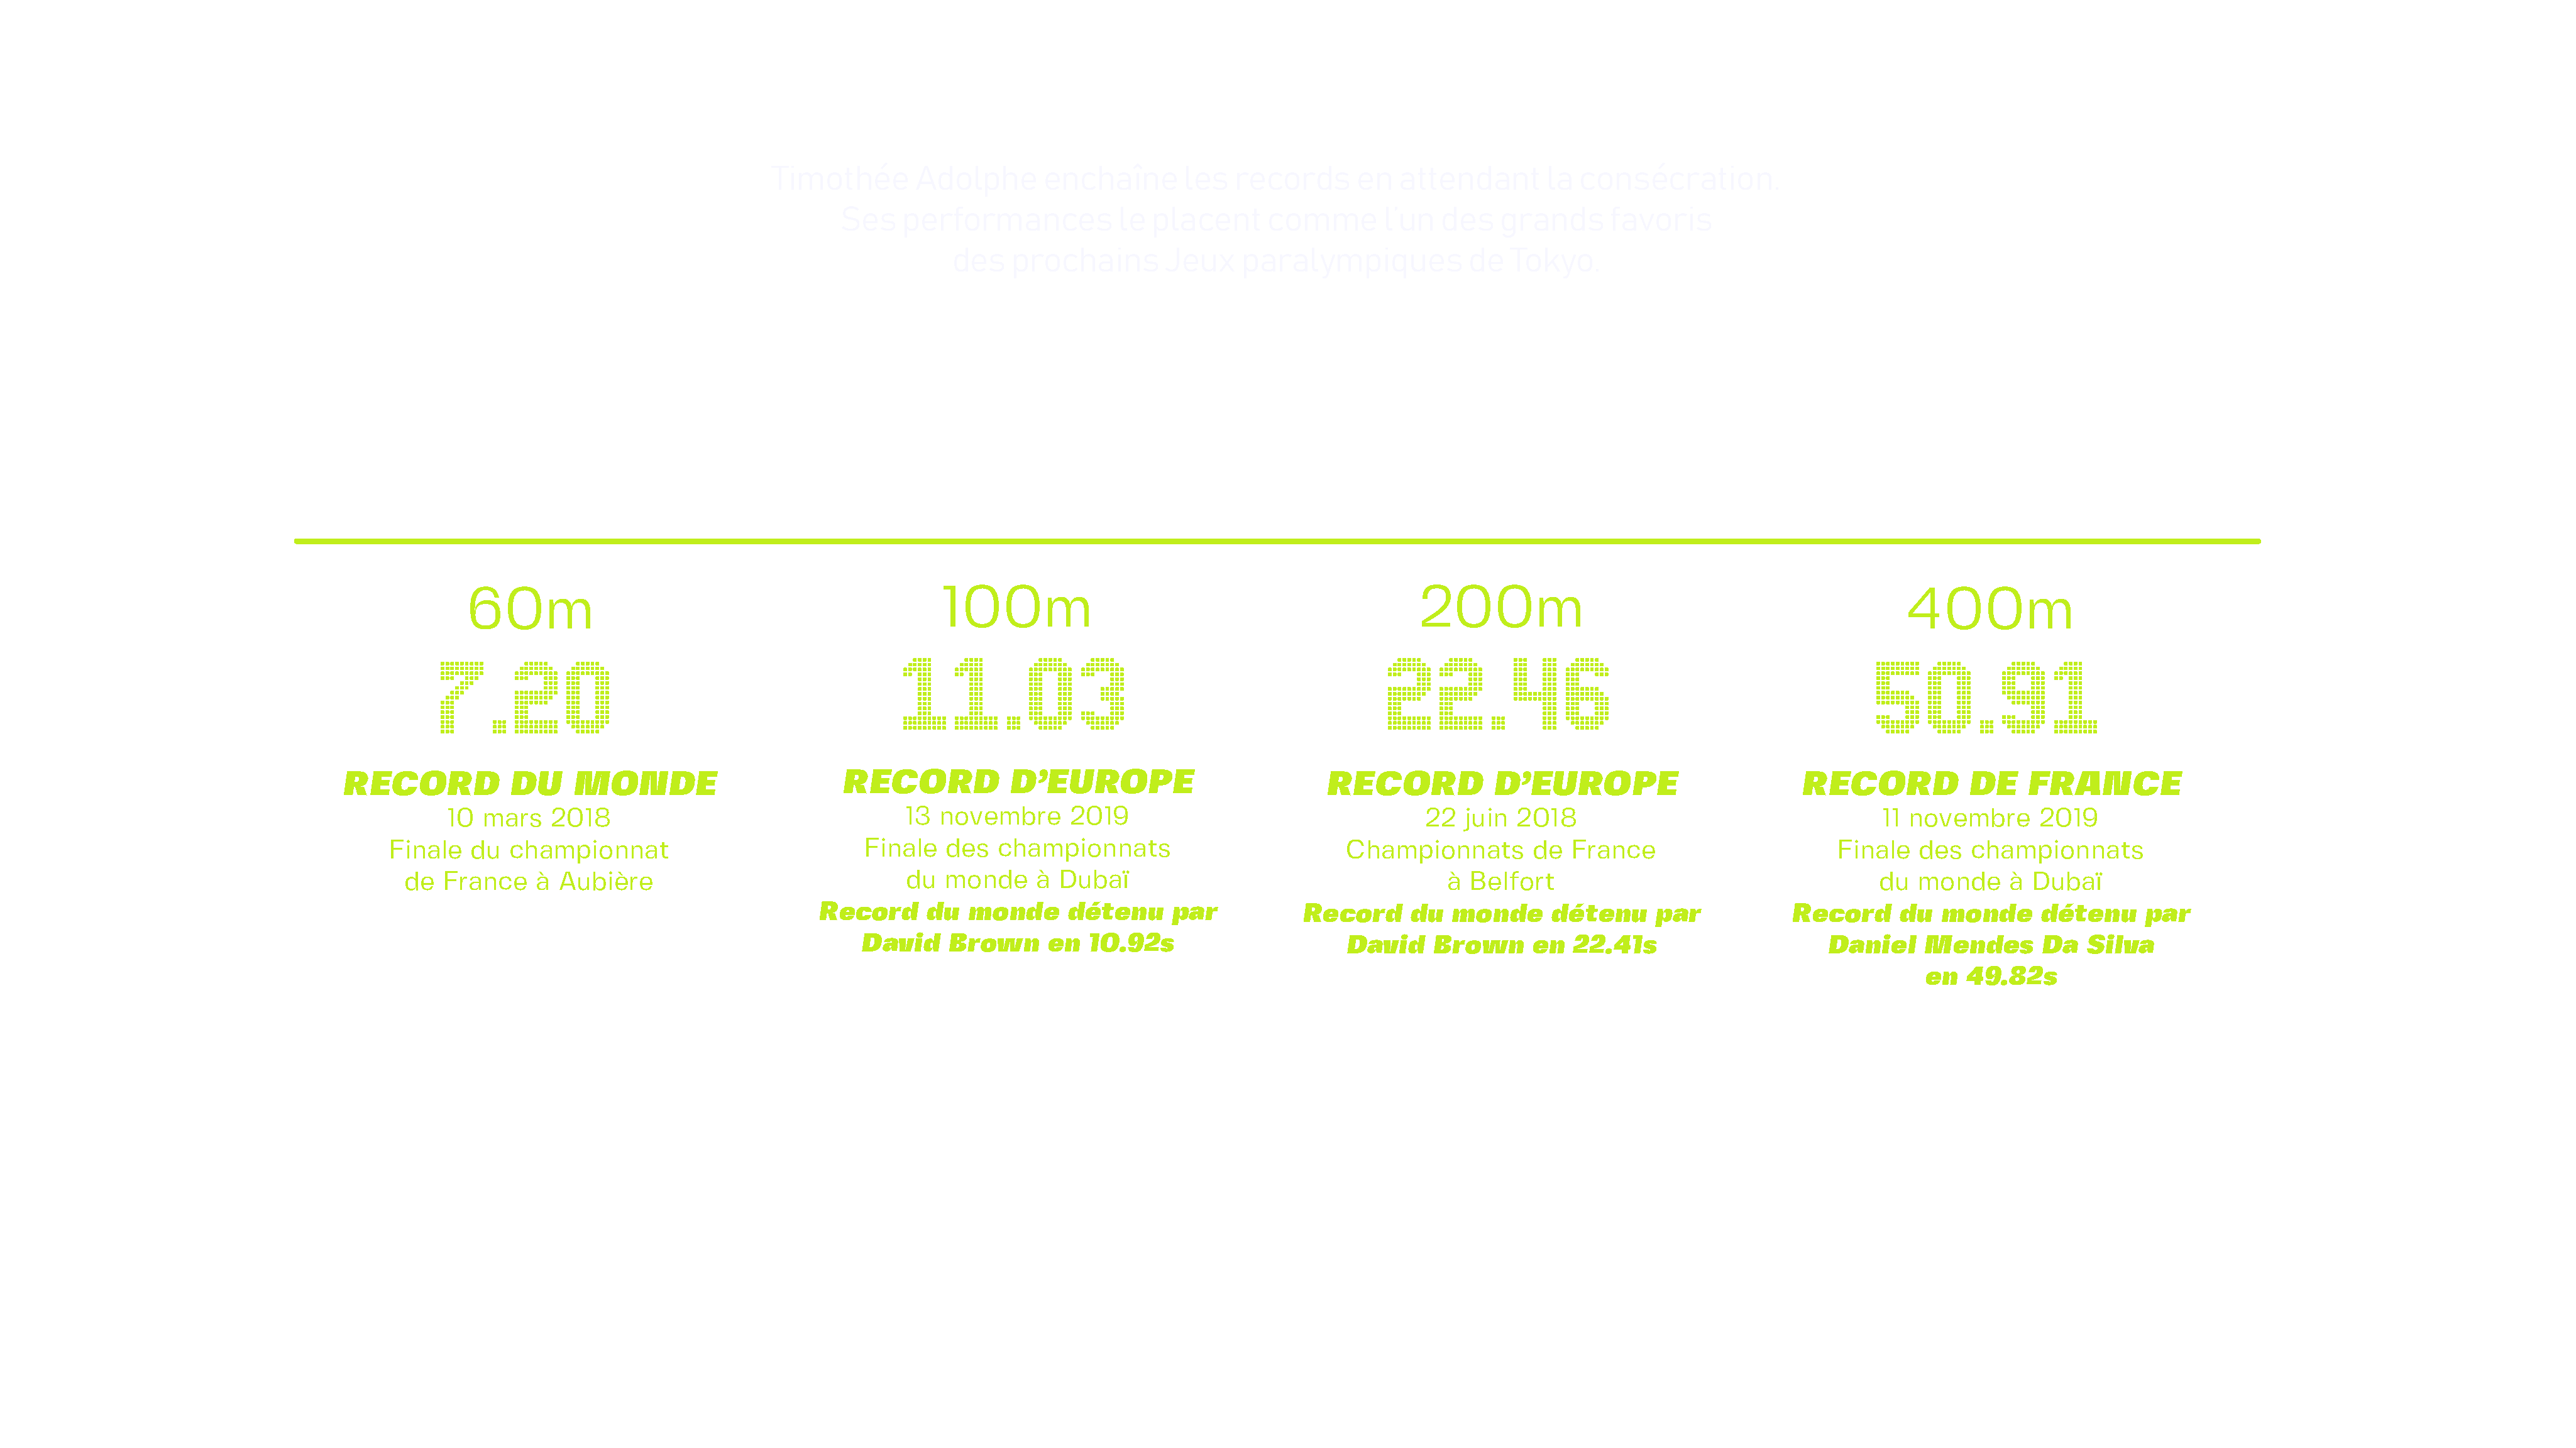 Timothée Adolphe enchaîne les records en attendant la consécration.
Ses performances le placent comme l'un des grands favoris
des prochains Jeux paralympiques de Tokyo.
60m
7.20
RECORD DU MONDE
10 mars 2018
Finale du championnat
de France à Aubière
100m
11.03
RECORD D’EUROPE
13 novembre 2019
Finale des championnats
du monde à Dubaï
Record du monde détenu par
David Brown en 10.92s
200m
22.46
RECORD D’EUROPE
22 juin 2018
Championnats de France
à Belfort
Record du monde détenu par
David Brown en 22.41s
400m
50.91
RECORD DE FRANCE
11 novembre 2019
Finale des championnats
du monde à Dubaï
Record du monde détenu par
Daniel Mendes Da Silva
en 49.82s